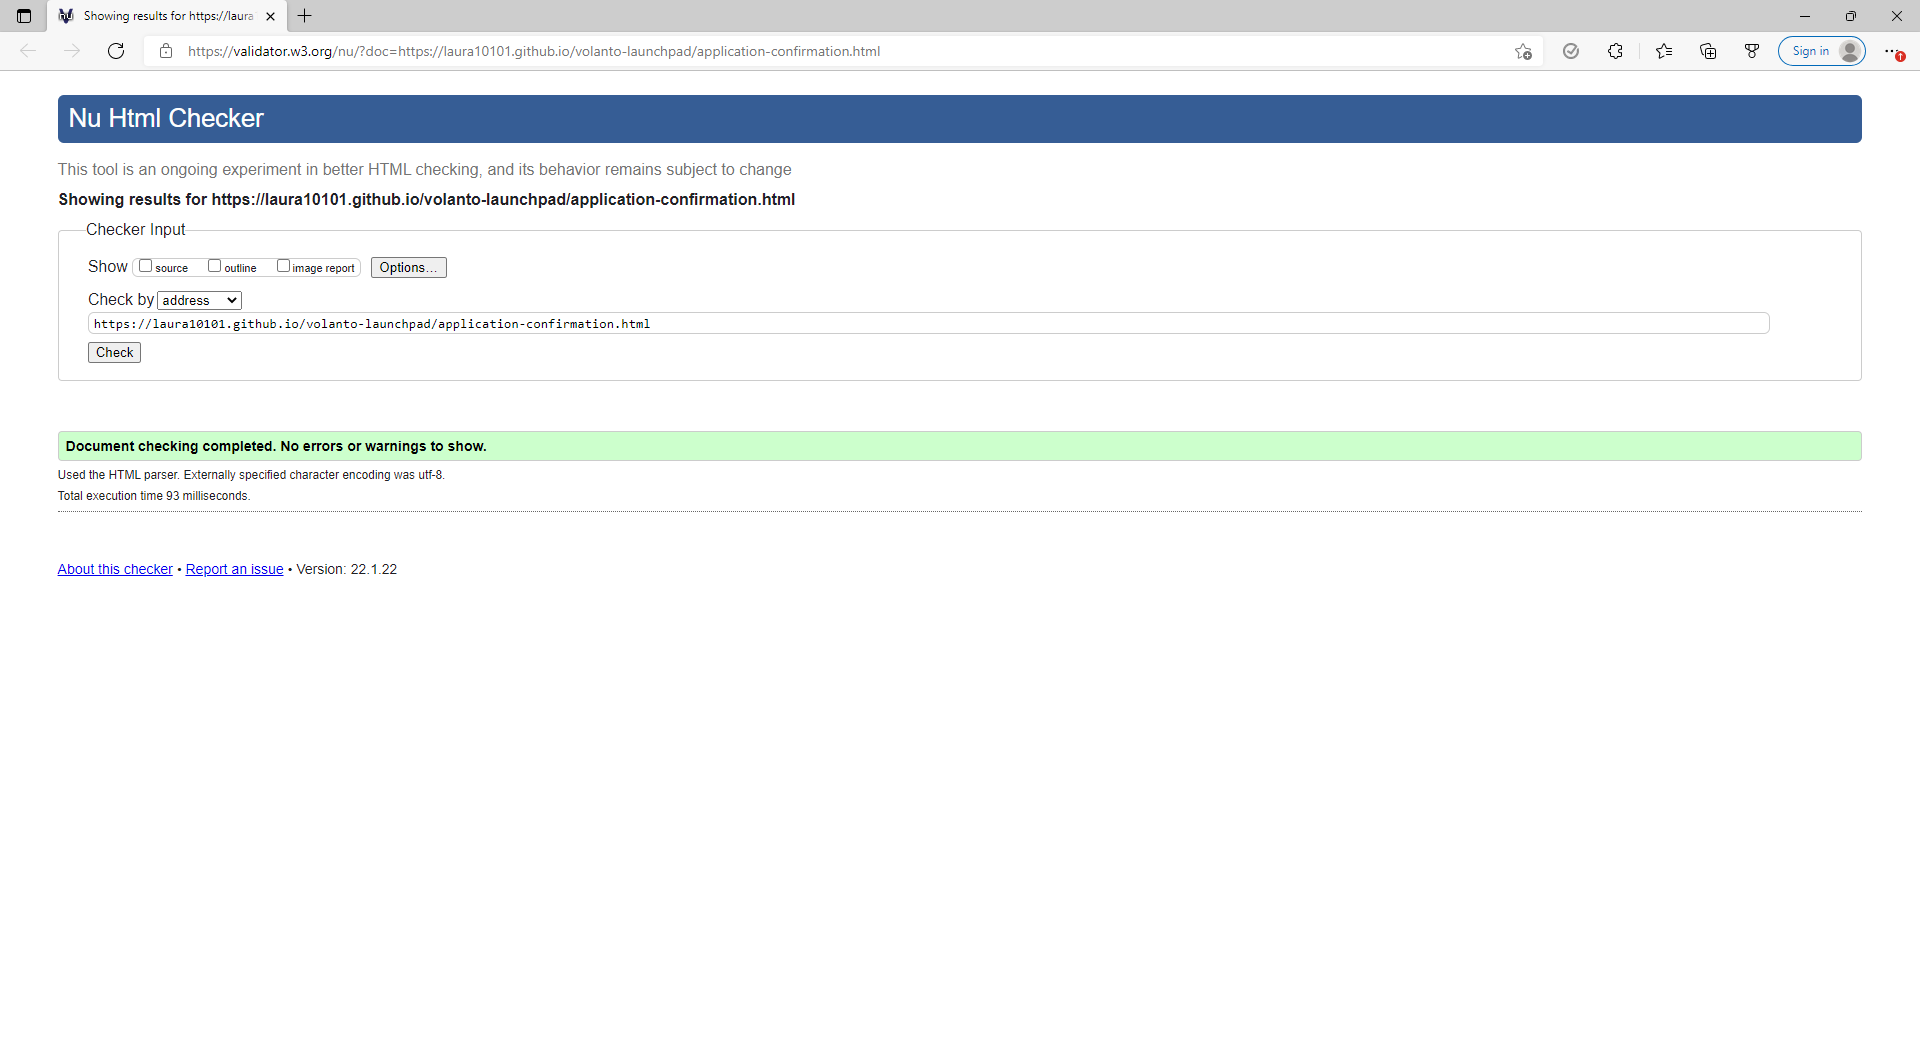 Showing results for https://laura
https://validator.w3.org/nu/?doc=https://laura10101.github.io/volanto-launchpad/application-confirmation.html
Sign in
Nu Html Checker
This tool is an ongoing experiment in better HTML checking, and its behavior remains subject to change
Showing results for https://laura10101.github.io/volanto-launchpad/application-confirmation.html
Checker Input
Show source outline image report Options...
Check by address
https://laura10101.github.io/volanto-launchpad/application-confirmation.html
Check
Document checking completed. No errors or warnings to show.
Used the HTML parser. Externally specified character encoding was utf-8.
Total execution time 93 milliseconds.
About this checker • Report an issue • Version: 22.1.22